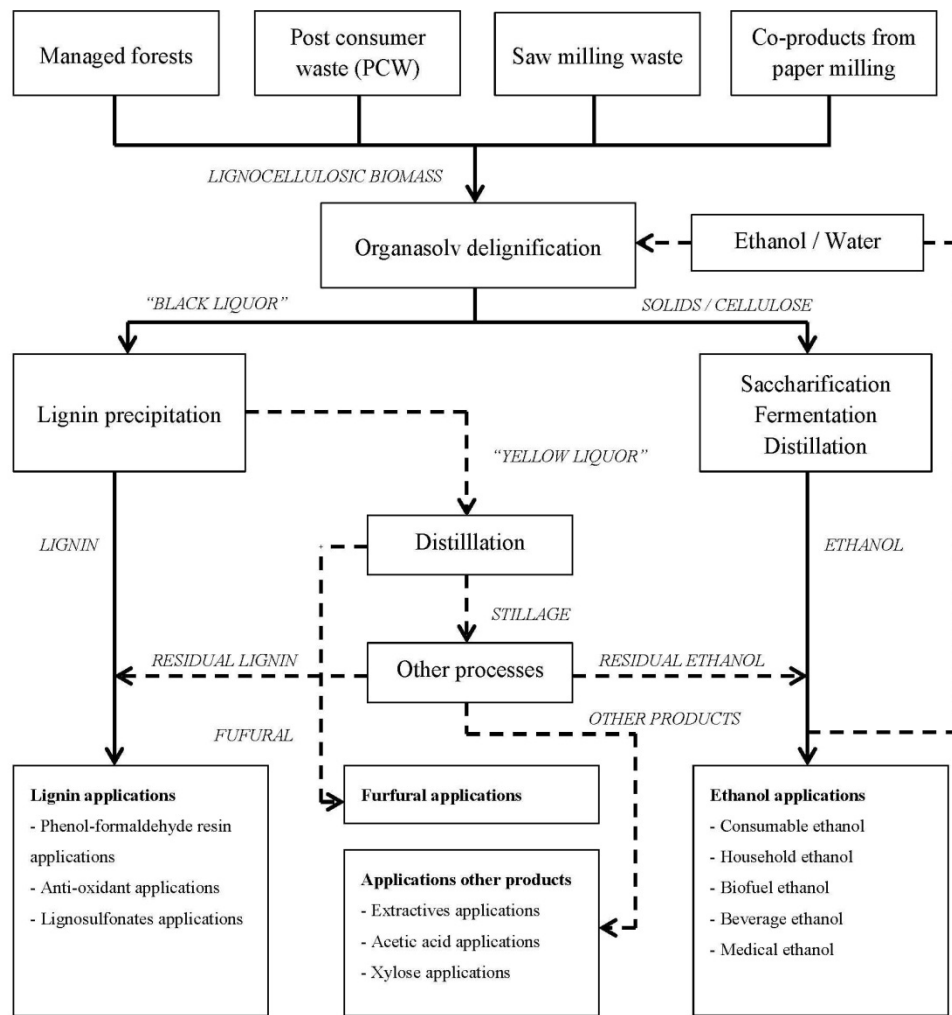 Managed forests
Post consumer
waste (PCW)
Saw milling waste
Co-products from
paper milling
LIGNOCELLULOSIC BIOMASS
Organasolv delignification
Ethanol / Water
“BLACK LIQUOR”
SOLIDS / CELLULOSE
Lignin precipitation
Saccharification
Fermentation
Distillation
“YELLOW LIQUOR”
LIGNIN
Distilllation
ETHANOL
STILLAGE
RESIDUAL LIGNIN
Other processes
RESIDUAL ETHANOL
FUFURAL
OTHER PRODUCTS
Lignin applications
- Phenol-formaldehyde resin
applications
- Anti-oxidant applications
- Lignosulfonates applications
Furfural applications
Applications other products
- Extractives applications
- Acetic acid applications
- Xylose applications
Ethanol applications
- Consumable ethanol
- Household ethanol
- Biofuel ethanol
- Beverage ethanol
- Medical ethanol